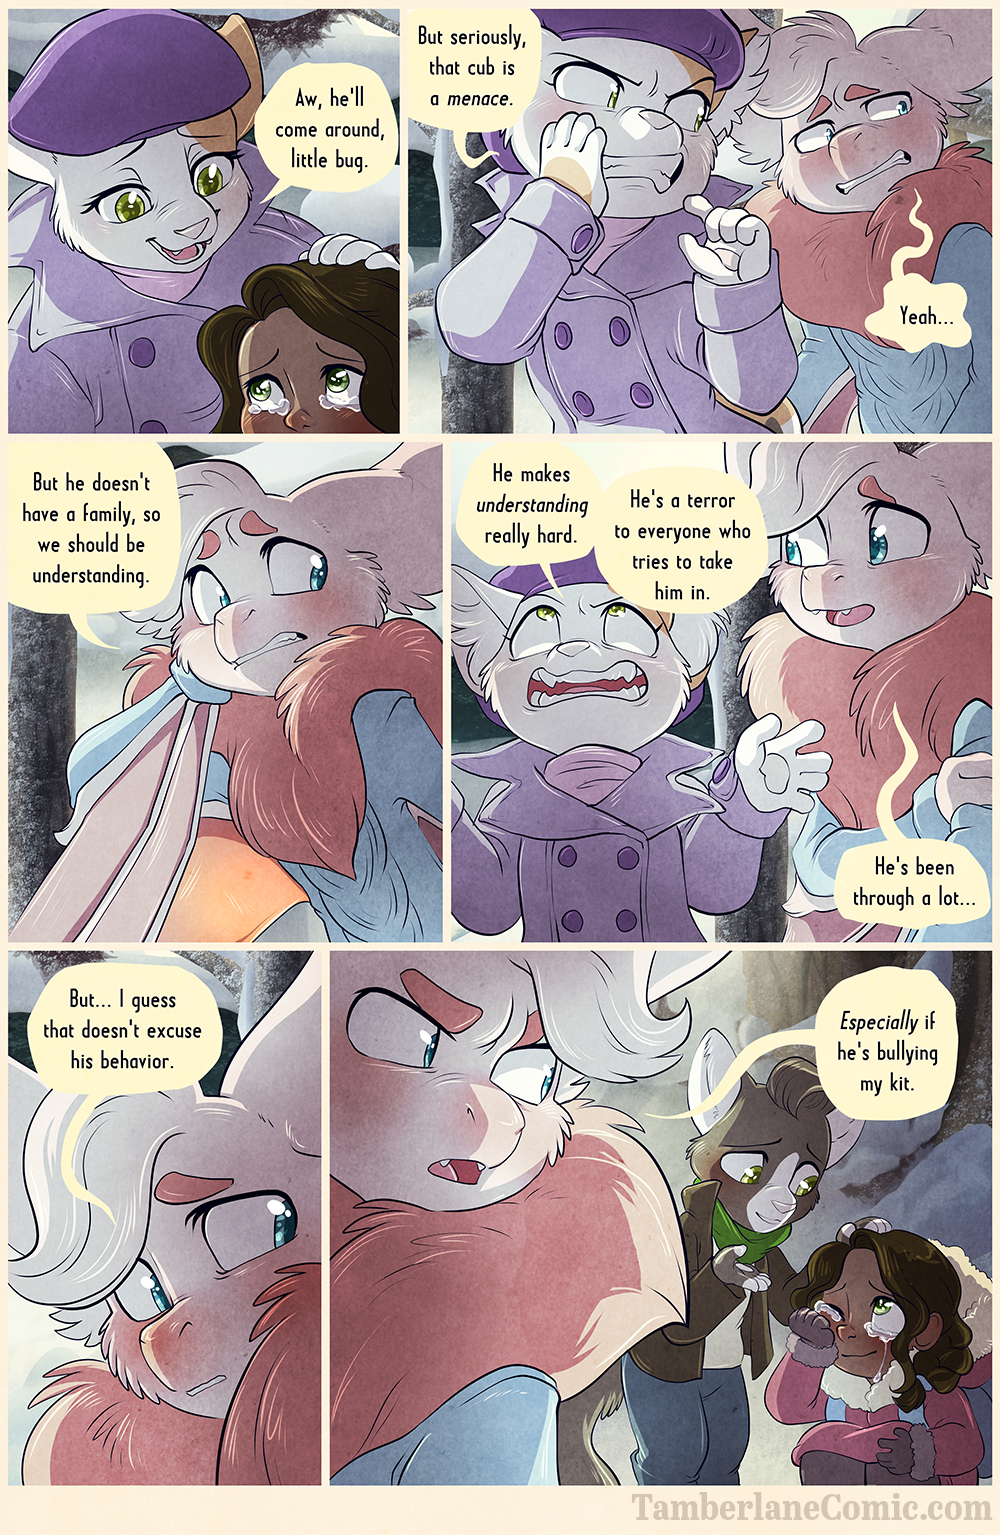 Aw, he'll
come around,
little bug.
But seriously,
that cub is
a menace.
Yeah...
But he doesn't
have a family, so
we should be
understanding.
He makes
understanding
really hard.
He's a terror
to everyone who
tries to take
him in.
He's been
through a lot...
But... I guess
that doesn't excuse
his behavior.
Especially if
he's bullying
my kit.
TamberlaneComic.com